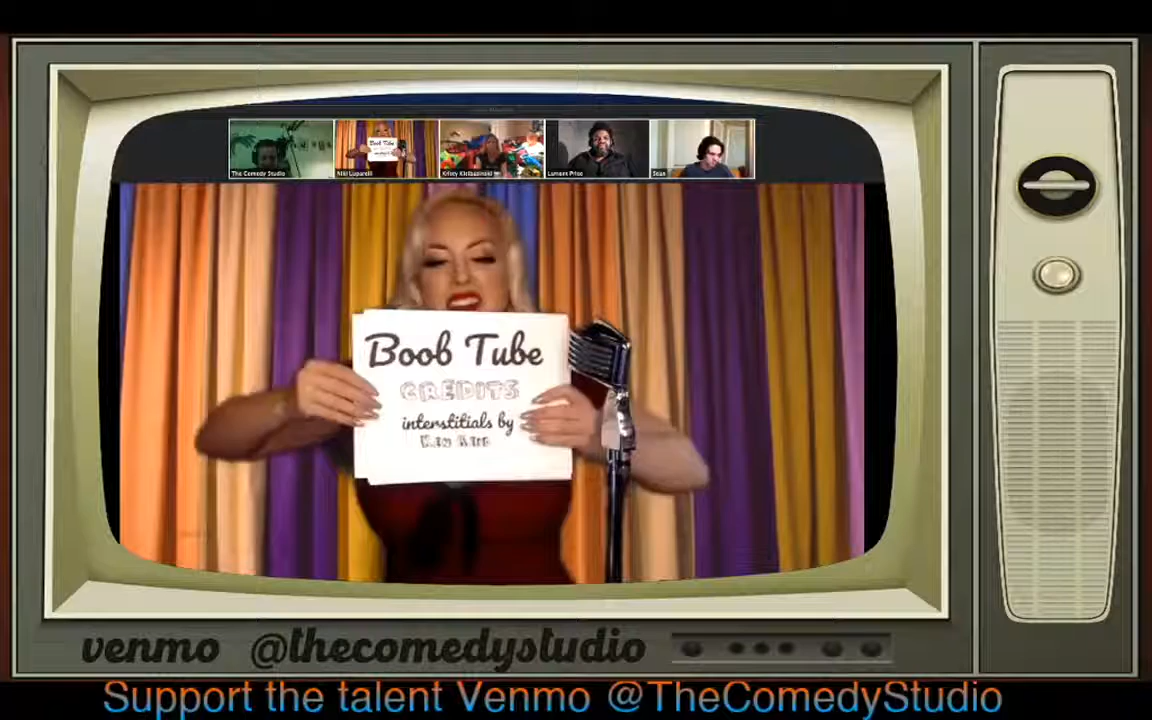 The Comedy Studio
Niki Luparelli
Lamont Price
Sean
Boob Tube
CREDITS
interstitials by
venmo @thecomedystudio
Support the talent Venmo @TheComedyStudio